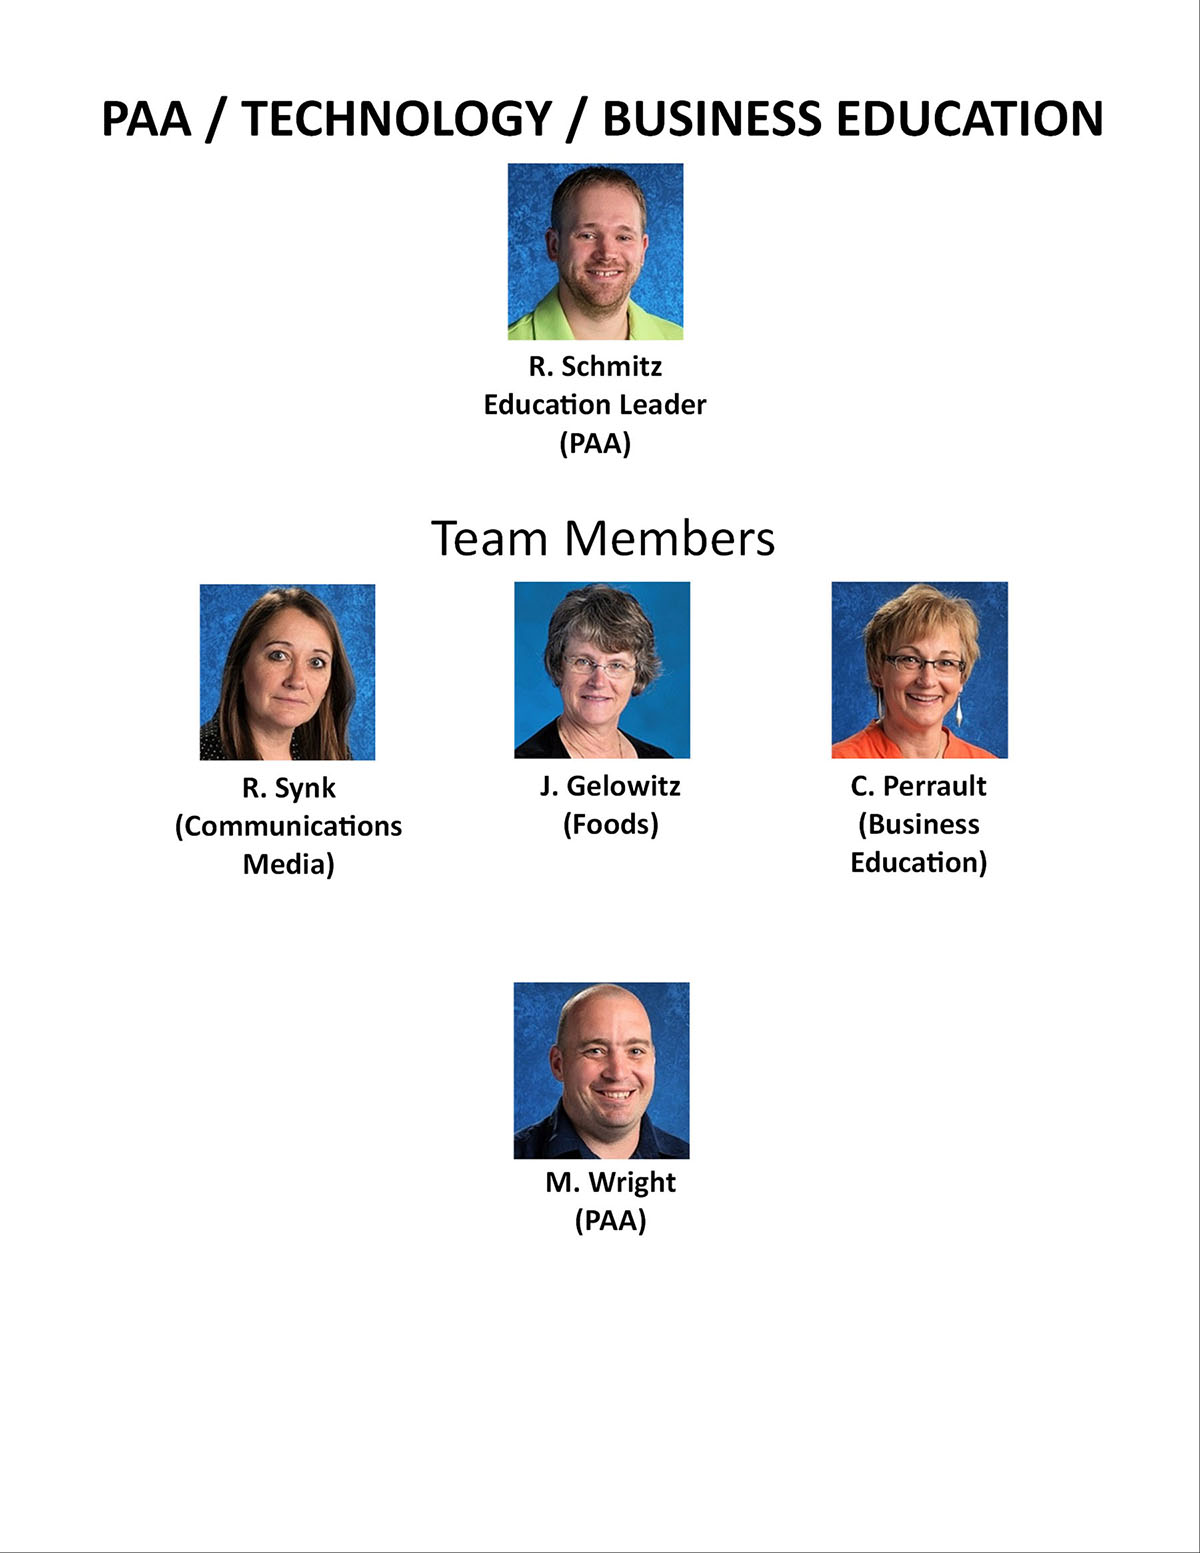 PAA / TECHNOLOGY / BUSINESS EDUCATION
R. Schmitz
Education Leader
(PAA)
Team Members
R. Synk
(Communications
Media)
J. Gelowitz
(Foods)
C. Perrault
(Business
Education)
M. Wright
(PAA)